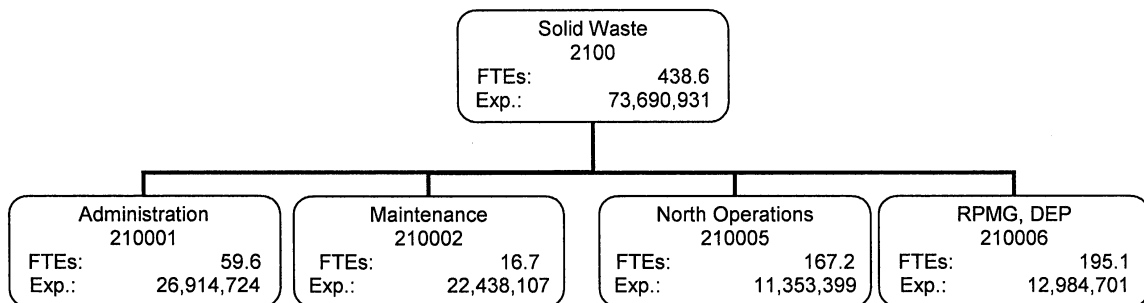 Solid Waste
2100
FTEs: 438.6
Exp.: 73,690,931
Administration
210001
FTEs: 59.6
Exp.: 26,914,724
Maintenance
210002
FTEs: 16.7
Exp.: 22,438,107
North Operations
210005
FTEs: 167.2
Exp.: 11,353,399
RPMG, DEP
210006
FTEs: 195.1
Exp.: 12,984,701